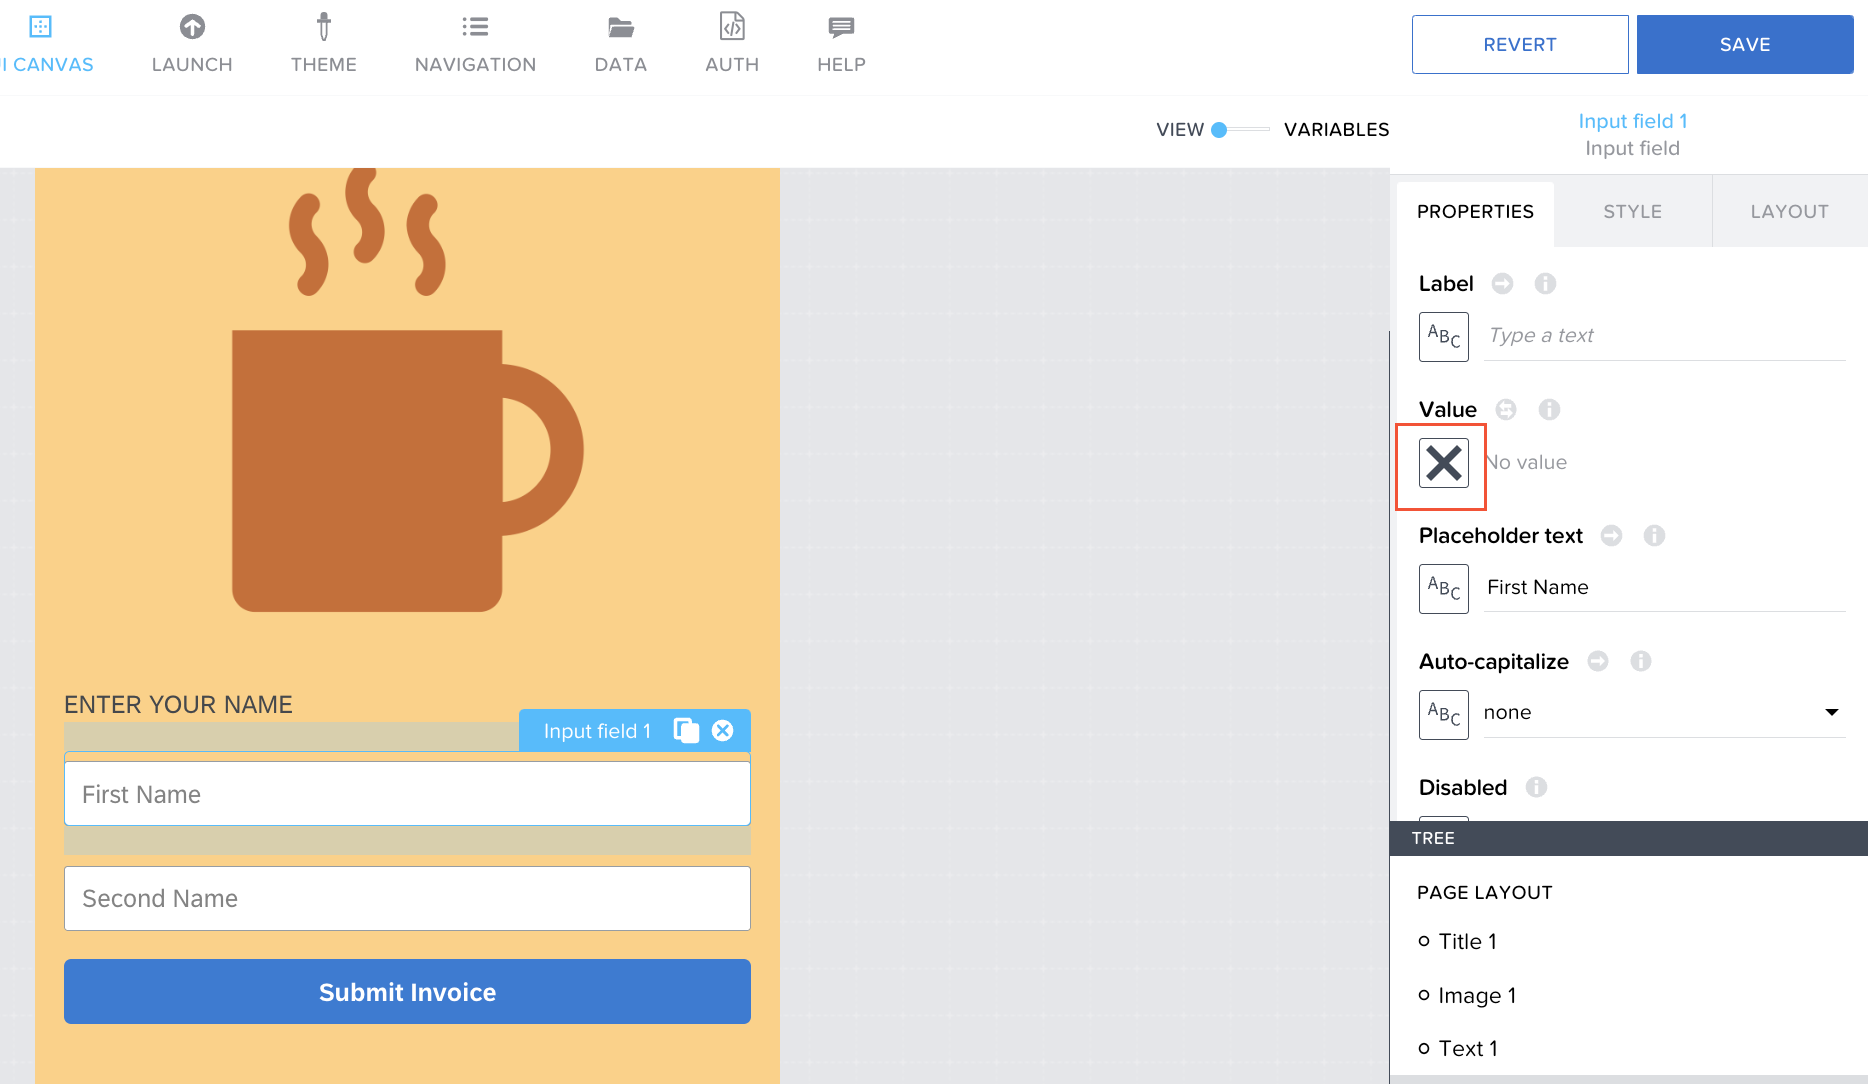 I CANVAS
LAUNCH
THEME
NAVIGATION
DATA
AUTH
HELP
REVERT
SAVE
VIEW
VARIABLES
Input field 1
Input field
PROPERTIES
STYLE
LAYOUT
Label
ABC
Type a text
Value
No value
Placeholder text
ABC
First Name
Auto-capitalize
ABC
none
Disabled
ENTER YOUR NAME
Input field 1
First Name
Second Name
Submit Invoice
TREE
PAGE LAYOUT
Title 1
Image 1
Text 1